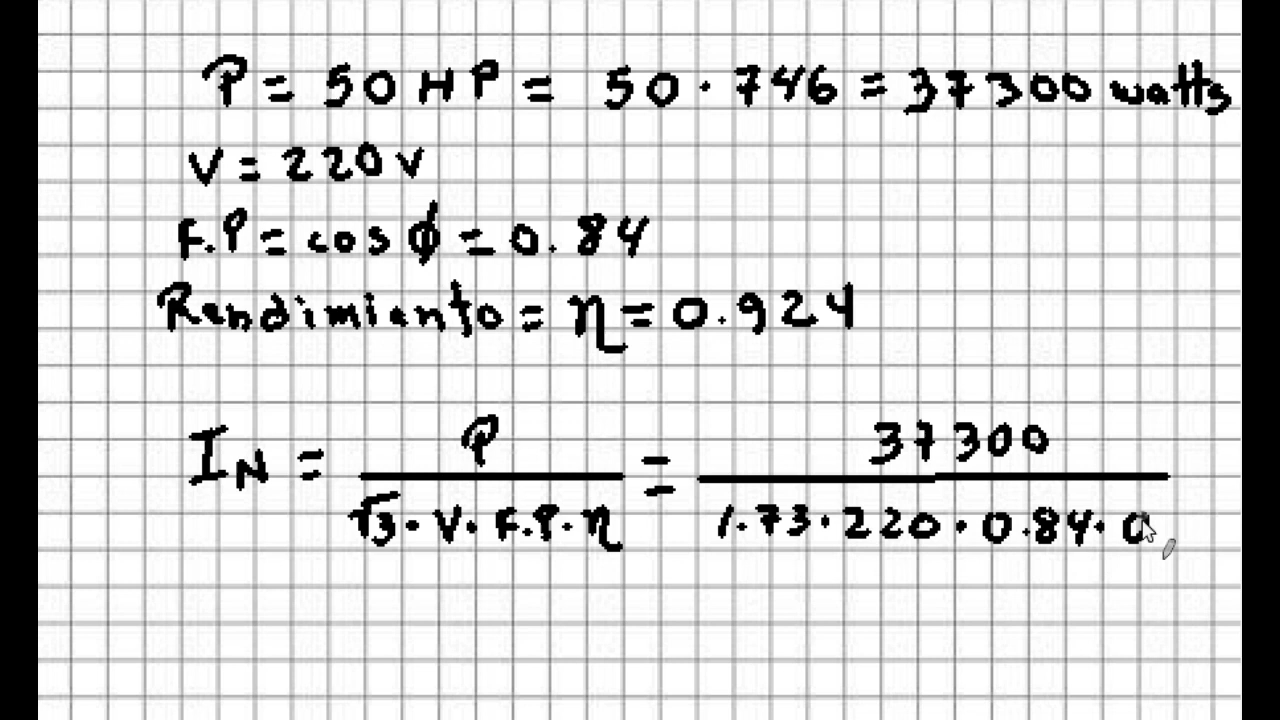 P = 50 HP = 50 · 746 = 37300 watts
V = 220 v
F.P = cos ϕ = 0.84
Rendimianto = η = 0.924
I_N = P / (√3 · V · F.P · η) = 37300 / (1.73 · 220 · 0.84 · 0